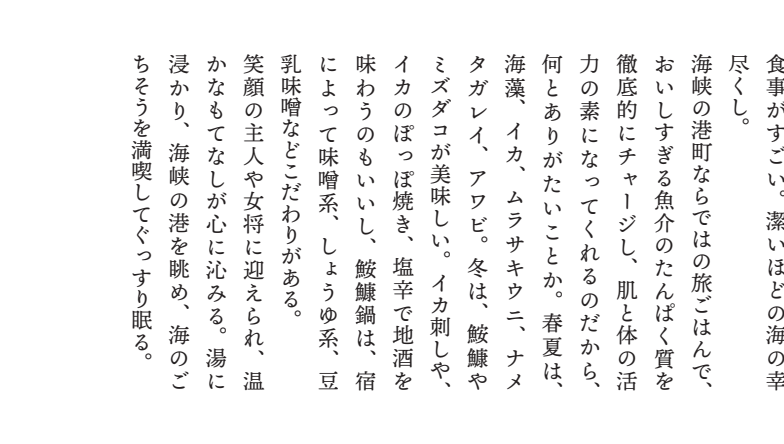 食事がすごい。潔いほどの海の幸
尽くし。
海峡の港町ならではの旅ごはんで、
おいしすぎる魚介のたんぱく質を
徹底的にチャージし、肌と体の活
力の素になってくれるのだから、
何とありがたいことか。春夏は、
海藻、イカ、ムラサキウニ、ナメ
タガレイ、アワビ。冬は、鮟鱇や
ミズダコが美味しい。イカ刺しや、
イカのぽっぽ焼き、塩辛で地酒を
味わうのもいいし、鮟鱇鍋は、宿
によって味噌系、しょうゆ系、豆
乳味噌などこだわりがある。
笑顔の主人や女将に迎えられ、温
かなもてなしが心に沁みる。湯に
浸かり、海峡の港を眺め、海のご
ちそうを満喫してぐっすり眠る。